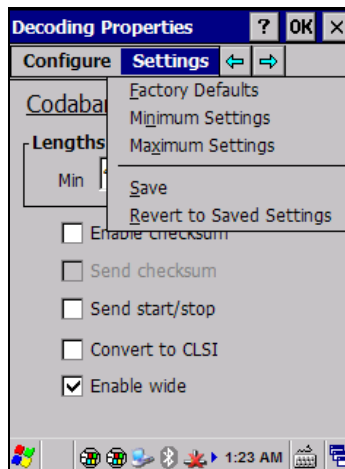 Decoding Properties ? OK ×
Configure Settings
Factory Defaults
Minimum Settings
Maximum Settings
Save
Revert to Saved Settings
Codabar
Lengths
Min
Enable checksum
Send checksum
Send start/stop
Convert to CLSI
Enable wide
1:23 AM